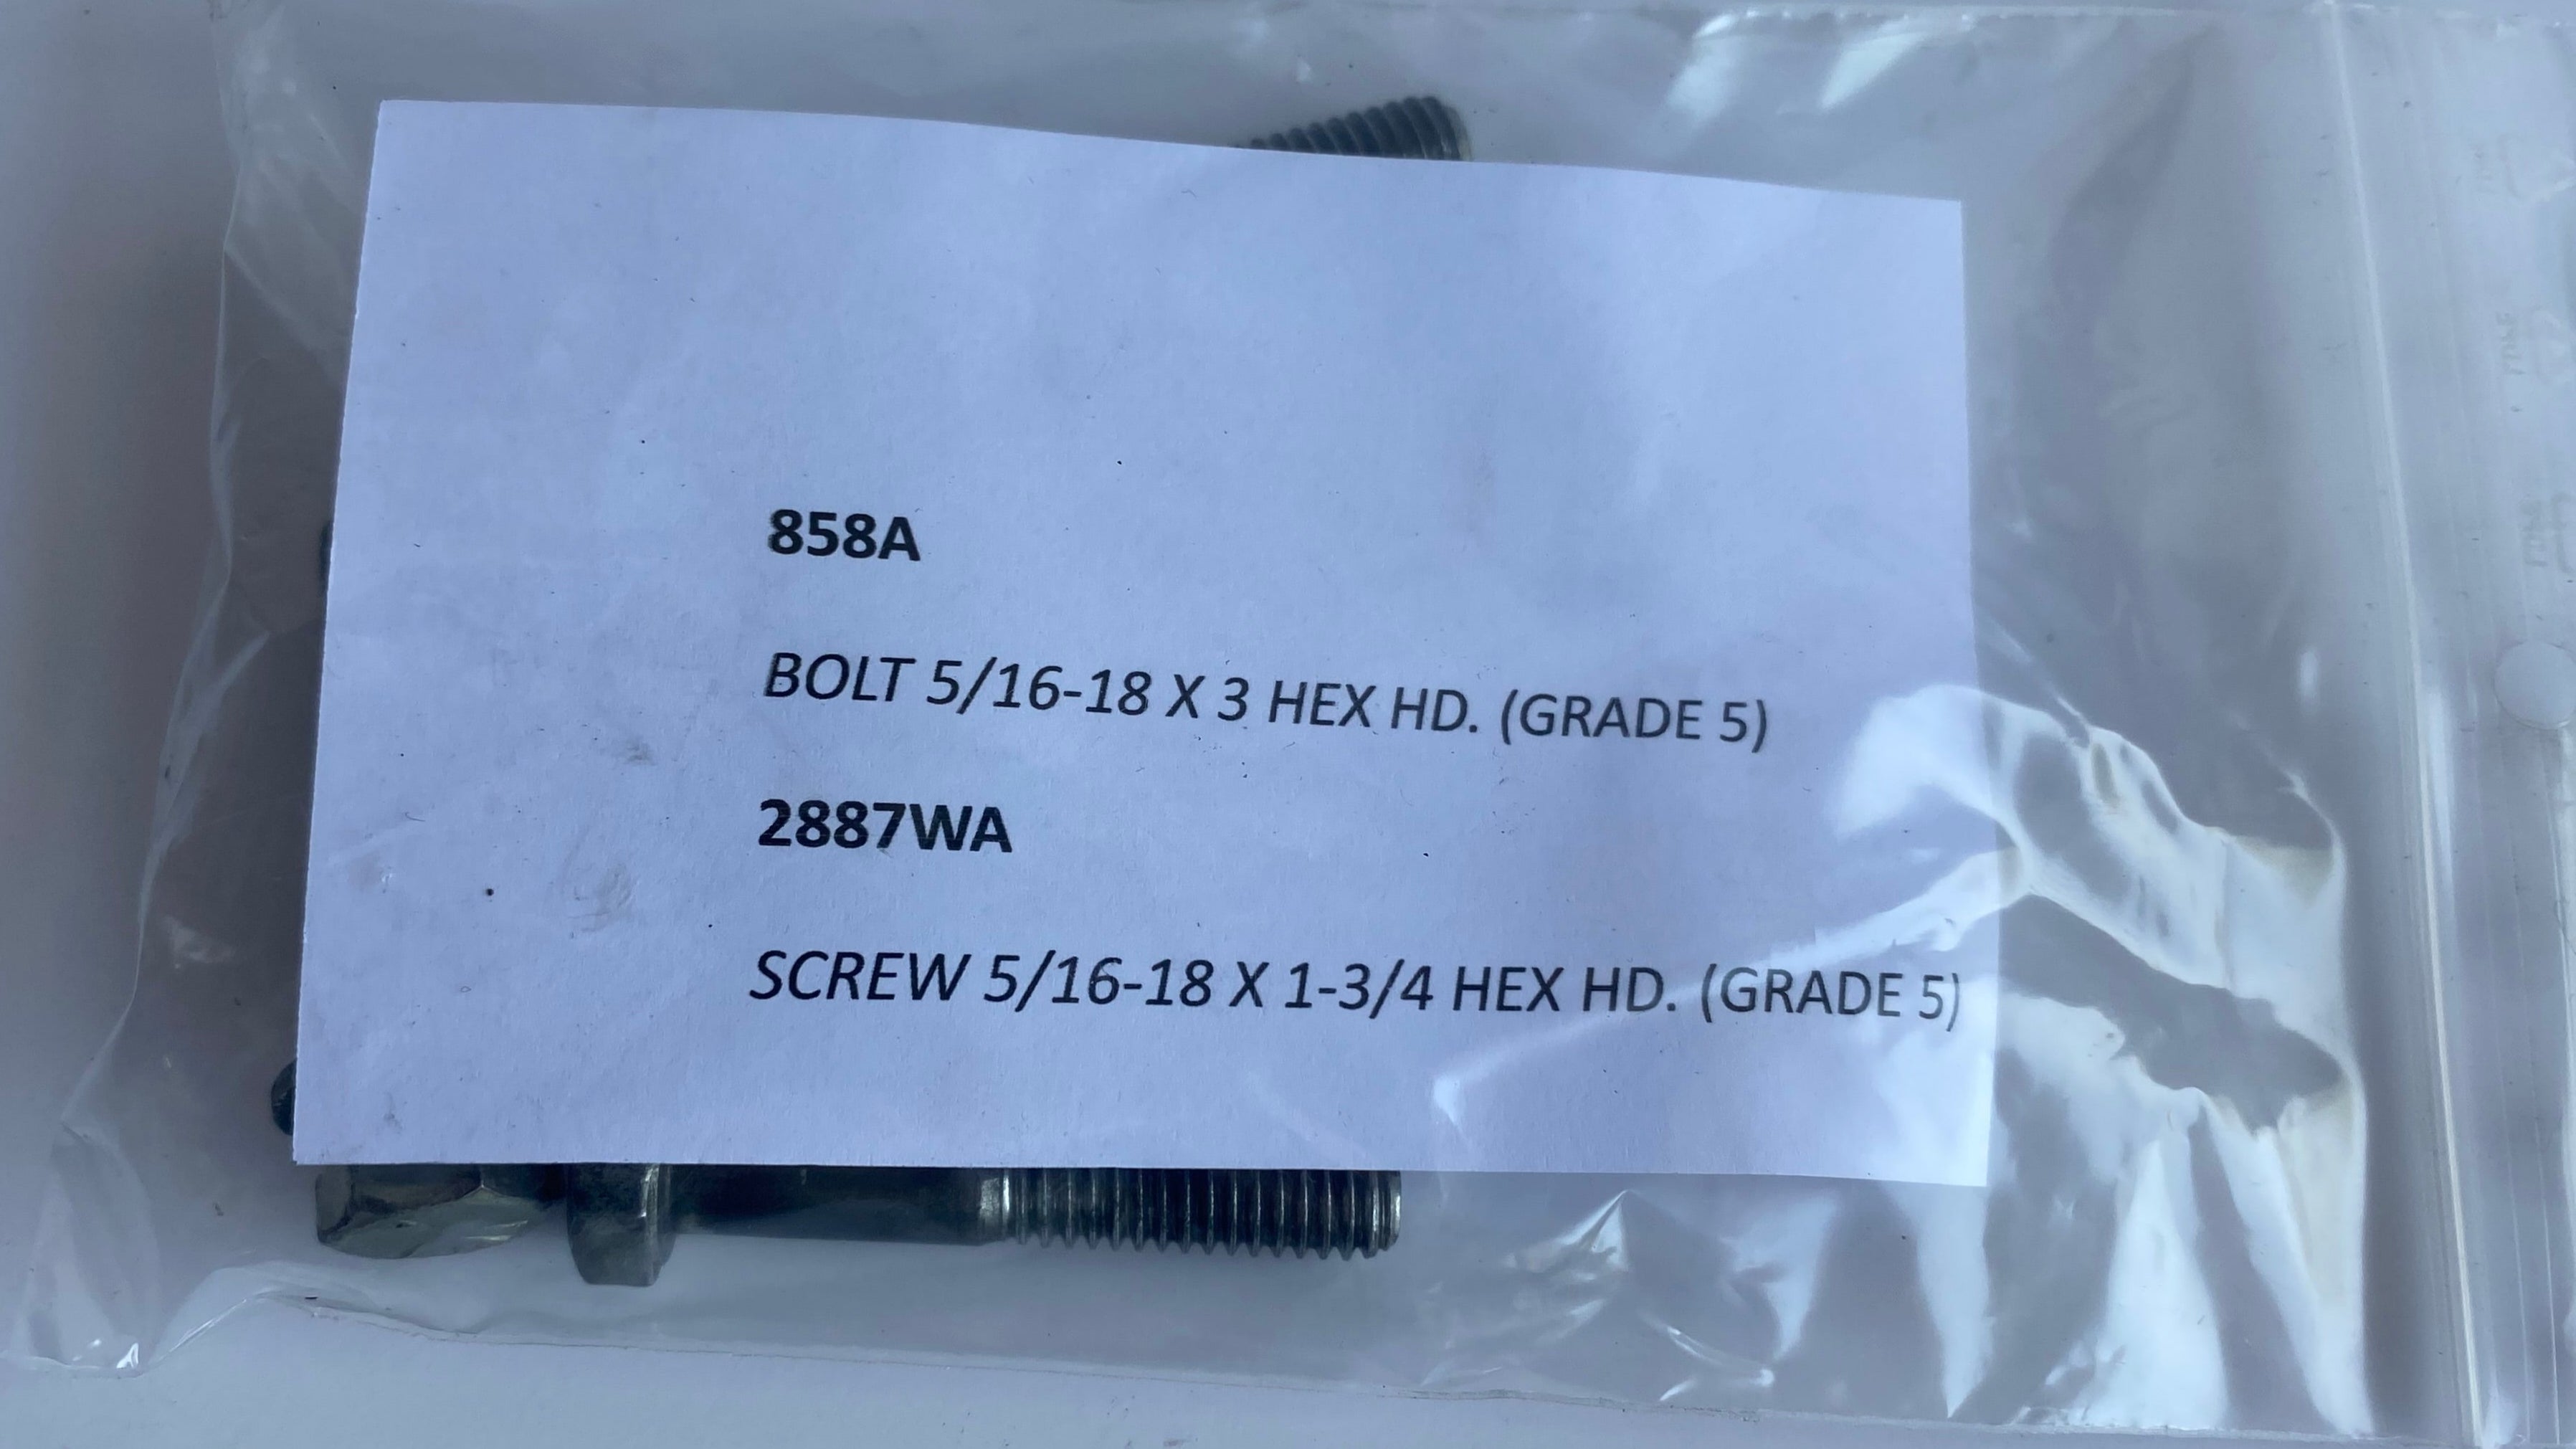 858A
BOLT 5/16-18 X 3 HEX HD. (GRADE 5)
2887WA
SCREW 5/16-18 X 1-3/4 HEX HD. (GRADE 5)